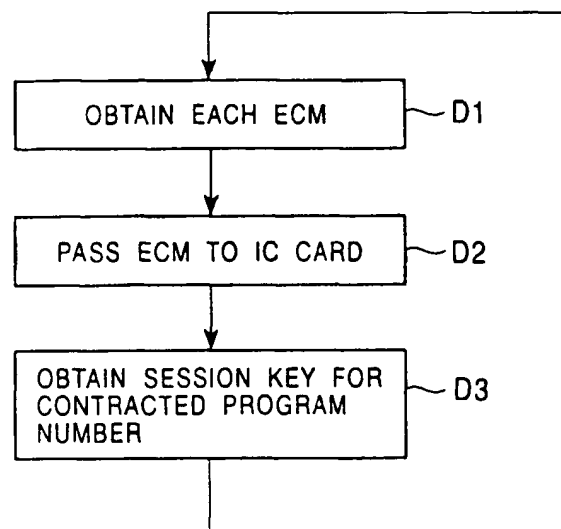 OBTAIN EACH ECM
D1
PASS ECM TO IC CARD
D2
OBTAIN SESSION KEY FOR
CONTRACTED PROGRAM
NUMBER
D3